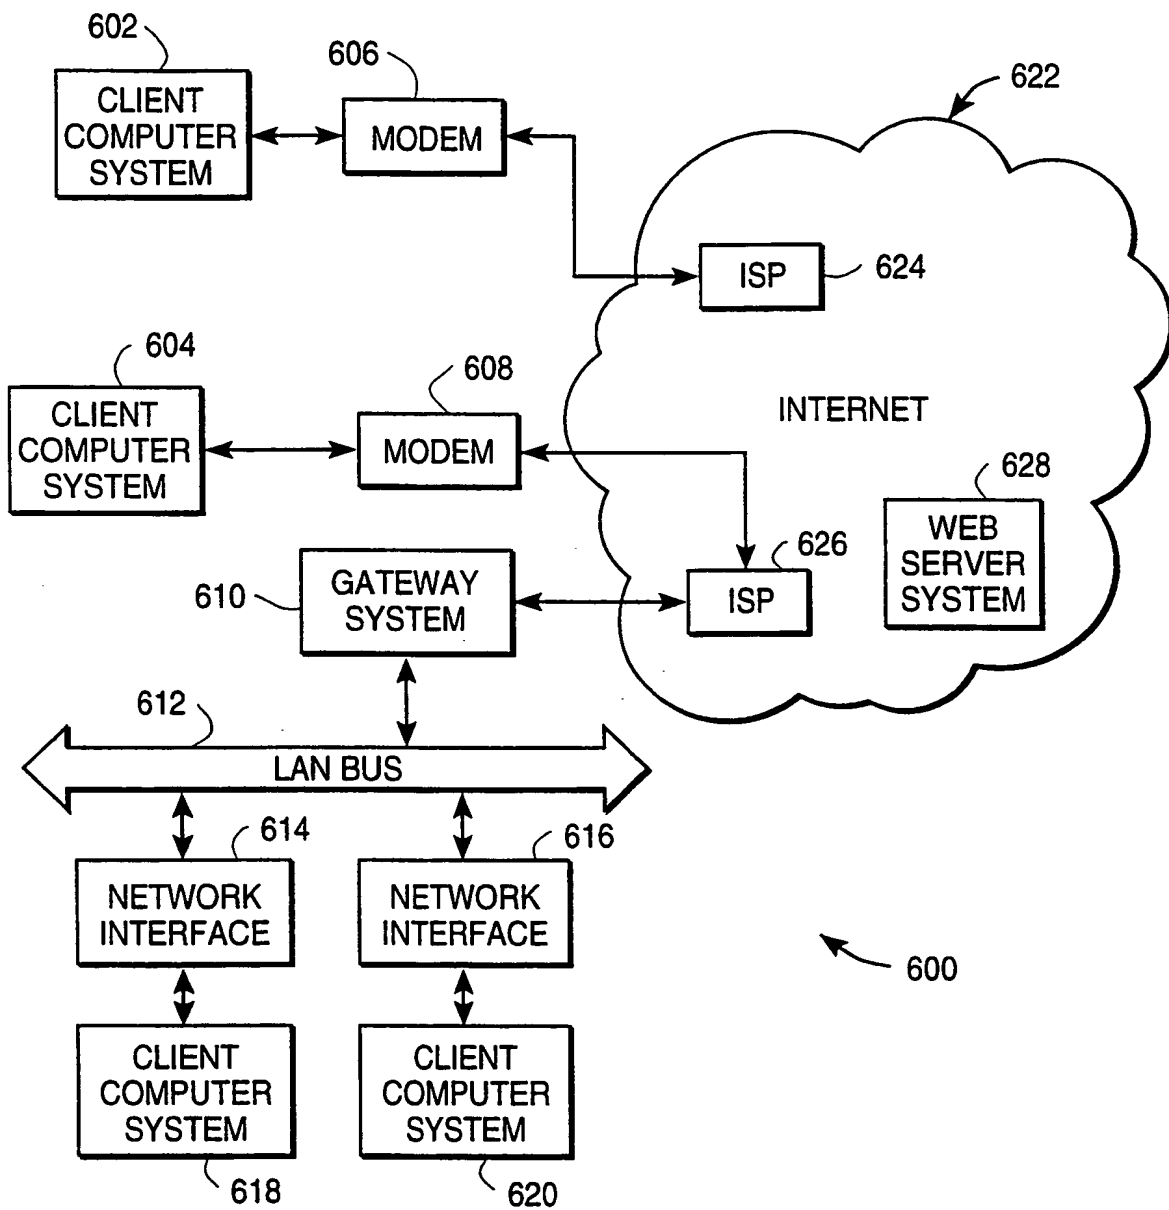 602
CLIENT
COMPUTER
SYSTEM
606
MODEM
622
ISP
624
604
CLIENT
COMPUTER
SYSTEM
608
MODEM
INTERNET
628
WEB
SERVER
SYSTEM
610
GATEWAY
SYSTEM
626
ISP
612
LAN BUS
614
NETWORK
INTERFACE
616
NETWORK
INTERFACE
600
CLIENT
COMPUTER
SYSTEM
618
CLIENT
COMPUTER
SYSTEM
620